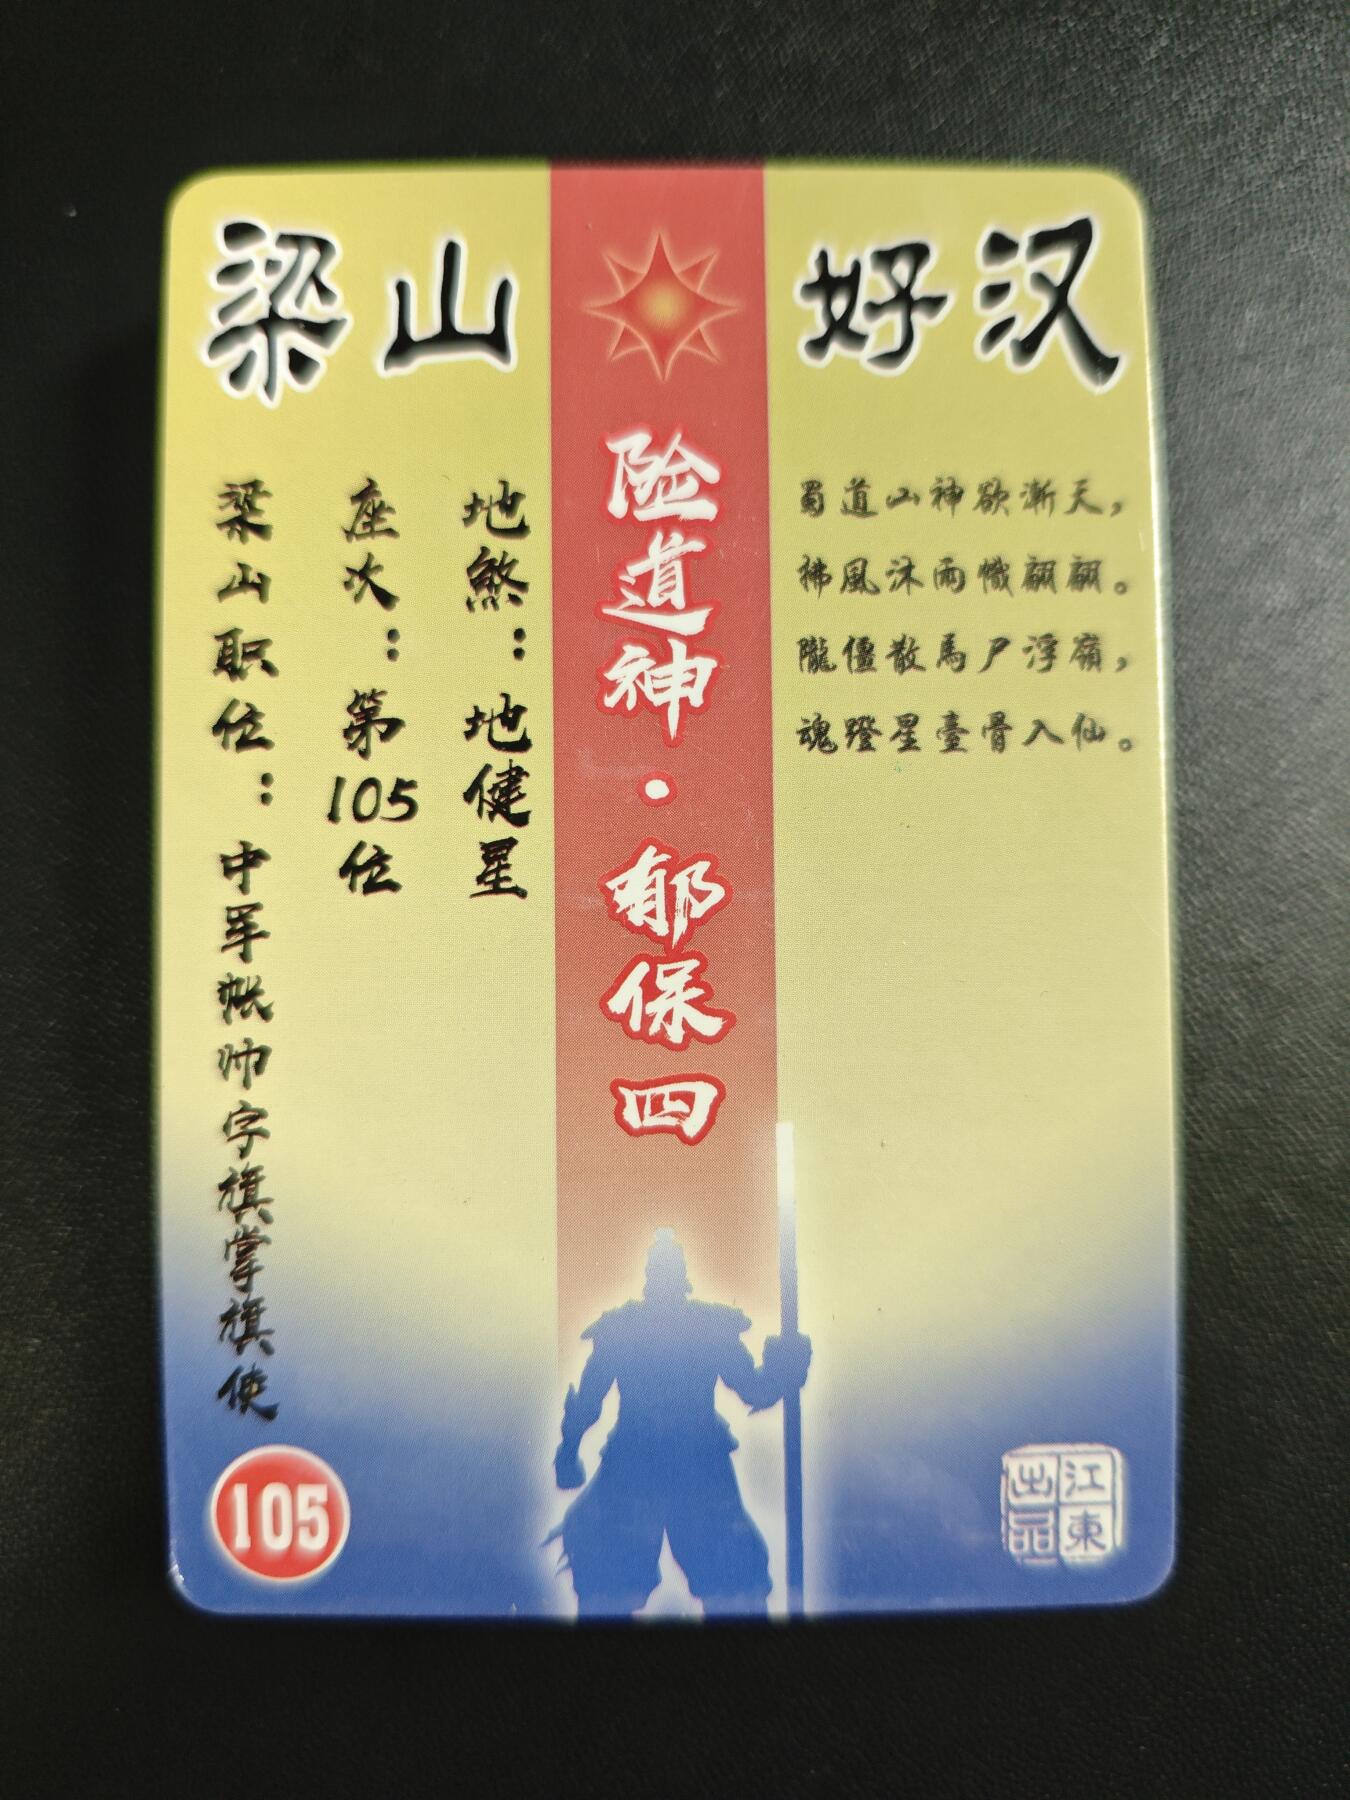 梁山好汉
险道神·郁保四
地煞：地健星
座次：第105位
梁山职位：中军帐帅字旗掌旗使
蜀道山神欲漸天，
拂風沐雨幟翩翩。
隴僵散馬尸浮嶺，
魂蹬星臺骨入仙。
105
江東出品